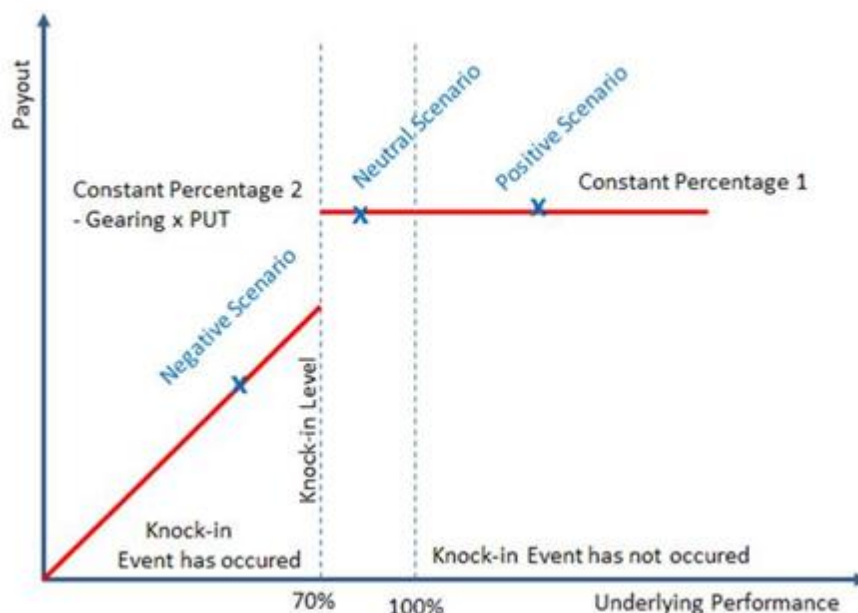 Payout
Neutral Scenario
Positive Scenario
Constant Percentage 2
- Gearing x PUT
Constant Percentage 1
Negative Scenario
Knock-in Level
Knock-in
Event has occured
Knock-in Event has not occured
70%
100%
Underlying Performance